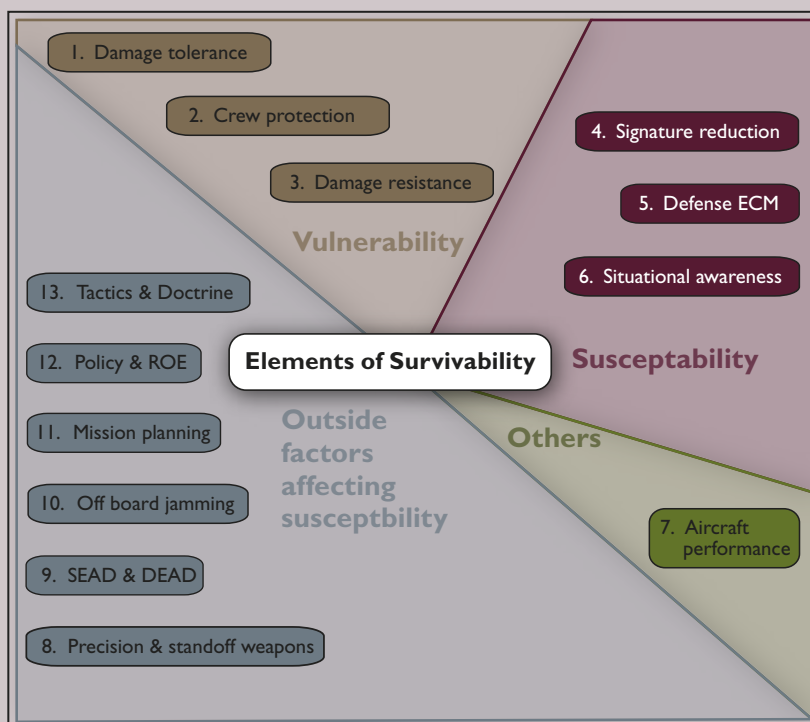 1. Damage tolerance
2. Crew protection
3. Damage resistance
Vulnerability
4. Signature reduction
5. Defense ECM
6. Situational awareness
Susceptability
Elements of Survivability
Others
7. Aircraft
performance
13. Tactics & Doctrine
12. Policy & ROE
11. Mission planning
10. Off board jamming
9. SEAD & DEAD
8. Precision & standoff weapons
Outside
factors
affecting
susceptbility